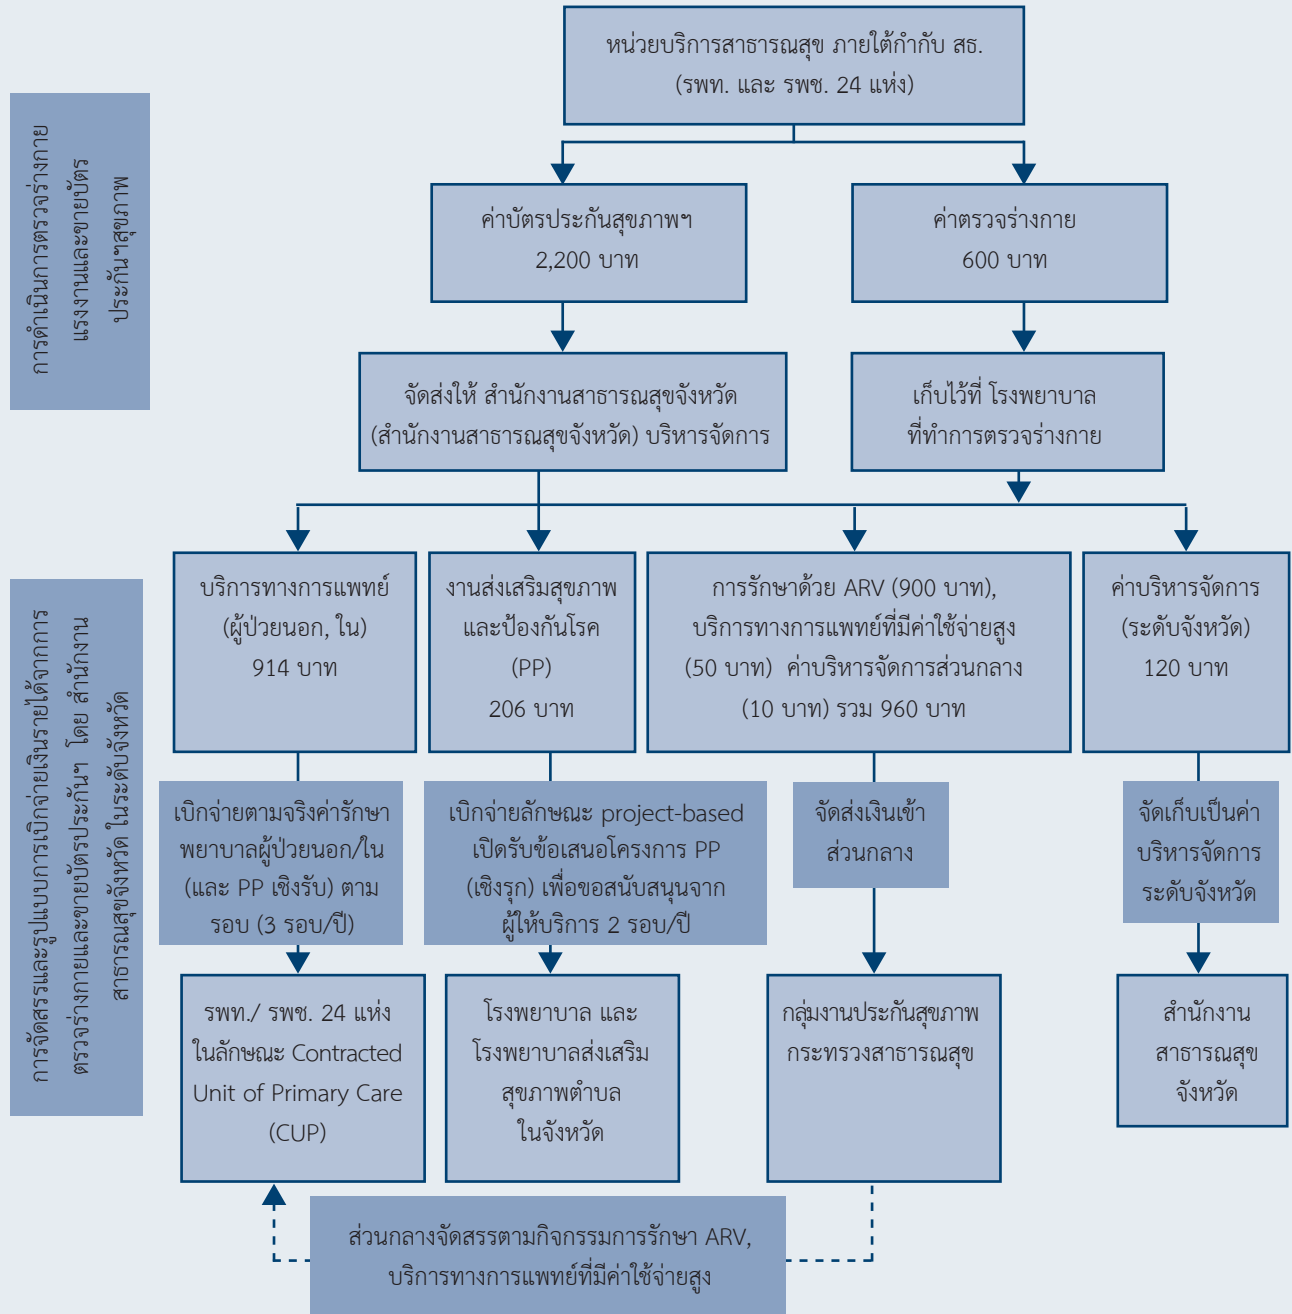 หน่วยบริการสาธารณสุข ภายใต้กำกับ สธ.
(รพท. และ รพช. 24 แห่ง)
การดำเนินการตรวจร่างกาย
แรงงานและขายบัตร
ประกันฯสุขภาพ
ค่าบัตรประกันสุขภาพฯ
2,200 บาท
ค่าตรวจร่างกาย
600 บาท
จัดส่งให้ สำนักงานสาธารณสุขจังหวัด
(สำนักงานสาธารณสุขจังหวัด) บริหารจัดการ
เก็บไว้ที่ โรงพยาบาล
ที่ทำการตรวจร่างกาย
การจัดสรรและรูปแบบการเบิกจ่ายเงินรายได้จากการ
ตรวจร่างกายและขายบัตรประกันฯ โดย สำนักงาน
สาธารณสุขจังหวัด ในระดับจังหวัด
บริการทางการแพทย์
(ผู้ป่วยนอก, ใน)
914 บาท
งานส่งเสริมสุขภาพ
และป้องกันโรค
(PP)
206 บาท
การรักษาด้วย ARV (900 บาท),
บริการทางการแพทย์ที่มีค่าใช้จ่ายสูง
(50 บาท) ค่าบริหารจัดการส่วนกลาง
(10 บาท) รวม 960 บาท
ค่าบริหารจัดการ
(ระดับจังหวัด)
120 บาท
เบิกจ่ายตามจริงค่ารักษา
พยาบาลผู้ป่วยนอก/ใน
(และ PP เชิงรับ) ตาม
รอบ (3 รอบ/ปี)
เบิกจ่ายลักษณะ project-based
เปิดรับข้อเสนอโครงการ PP
(เชิงรุก) เพื่อขอสนับสนุนจาก
ผู้ให้บริการ 2 รอบ/ปี
จัดส่งเงินเข้า
ส่วนกลาง
จัดเก็บเป็นค่า
บริหารจัดการ
ระดับจังหวัด
รพท./ รพช. 24 แห่ง
ในลักษณะ Contracted
Unit of Primary Care
(CUP)
โรงพยาบาล และ
โรงพยาบาลส่งเสริม
สุขภาพตำบล
ในจังหวัด
กลุ่มงานประกันสุขภาพ
กระทรวงสาธารณสุข
สำนักงาน
สาธารณสุข
จังหวัด
ส่วนกลางจัดสรรตามกิจกรรมการรักษา ARV,
บริการทางการแพทย์ที่มีค่าใช้จ่ายสูง